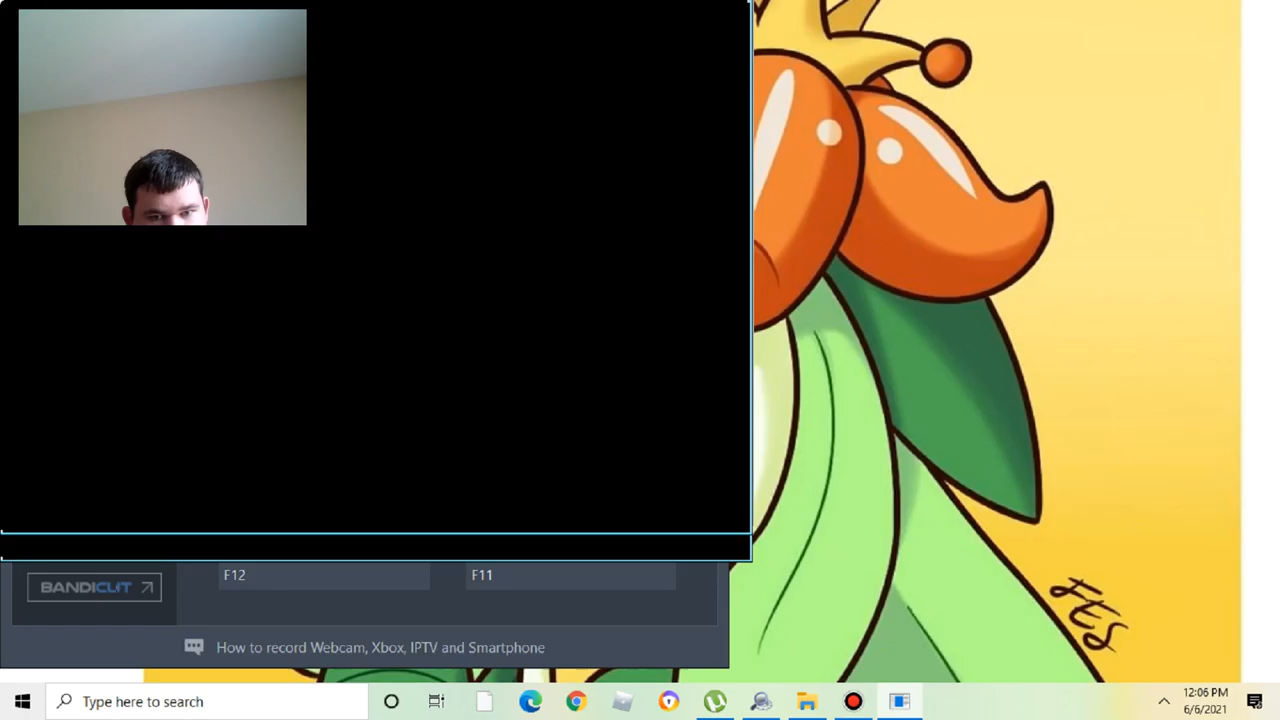 BANDICUT
F12
F11
How to record Webcam, Xbox, IPTV and Smartphone
FES
Type here to search
12:06 PM
6/6/2021